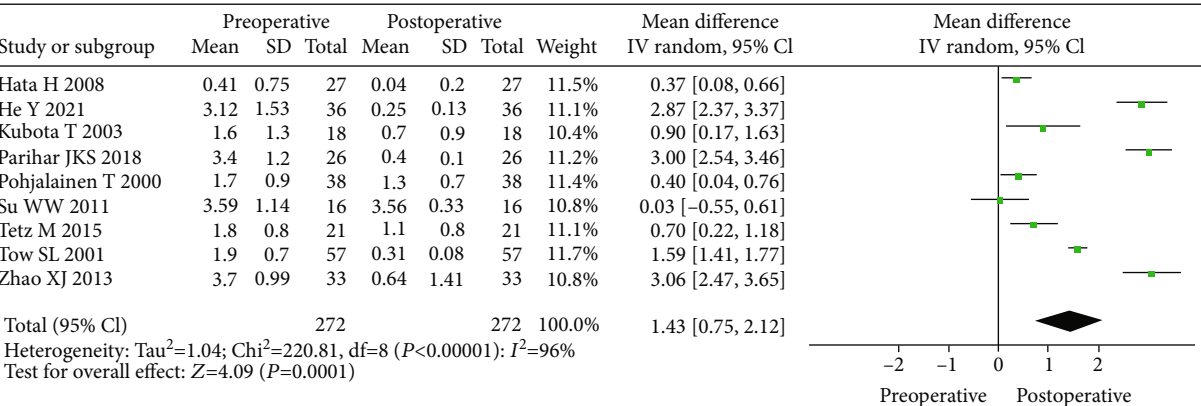 Preoperative Postoperative Mean difference Mean difference
Study or subgroup Mean SD Total Mean SD Total Weight IV random, 95% Cl IV random, 95% Cl
Hata H 2008 0.41 0.75 27 0.04 0.2 27 11.5% 0.37 [0.08, 0.66]
He Y 2021 3.12 1.53 36 0.25 0.13 36 11.1% 2.87 [2.37, 3.37]
Kubota T 2003 1.6 1.3 18 0.7 0.9 18 10.4% 0.90 [0.17, 1.63]
Parihar JKS 2018 3.4 1.2 26 0.4 0.1 26 11.2% 3.00 [2.54, 3.46]
Pohjalainen T 2000 1.7 0.9 38 1.3 0.7 38 11.4% 0.40 [0.04, 0.76]
Su WW 2011 3.59 1.14 16 3.56 0.33 16 10.8% 0.03 [–0.55, 0.61]
Tetz M 2015 1.8 0.8 21 1.1 0.8 21 11.1% 0.70 [0.22, 1.18]
Tow SL 2001 1.9 0.7 57 0.31 0.08 57 11.7% 1.59 [1.41, 1.77]
Zhao XJ 2013 3.7 0.99 33 0.64 1.41 33 10.8% 3.06 [2.47, 3.65]
Total (95% Cl) 272 272 100.0% 1.43 [0.75, 2.12]
Heterogeneity: Tau²=1.04; Chi²=220.81, df=8 (P<0.00001): I²=96%
Test for overall effect: Z=4.09 (P=0.0001)
–2 –1 0 1 2
Preoperative Postoperative